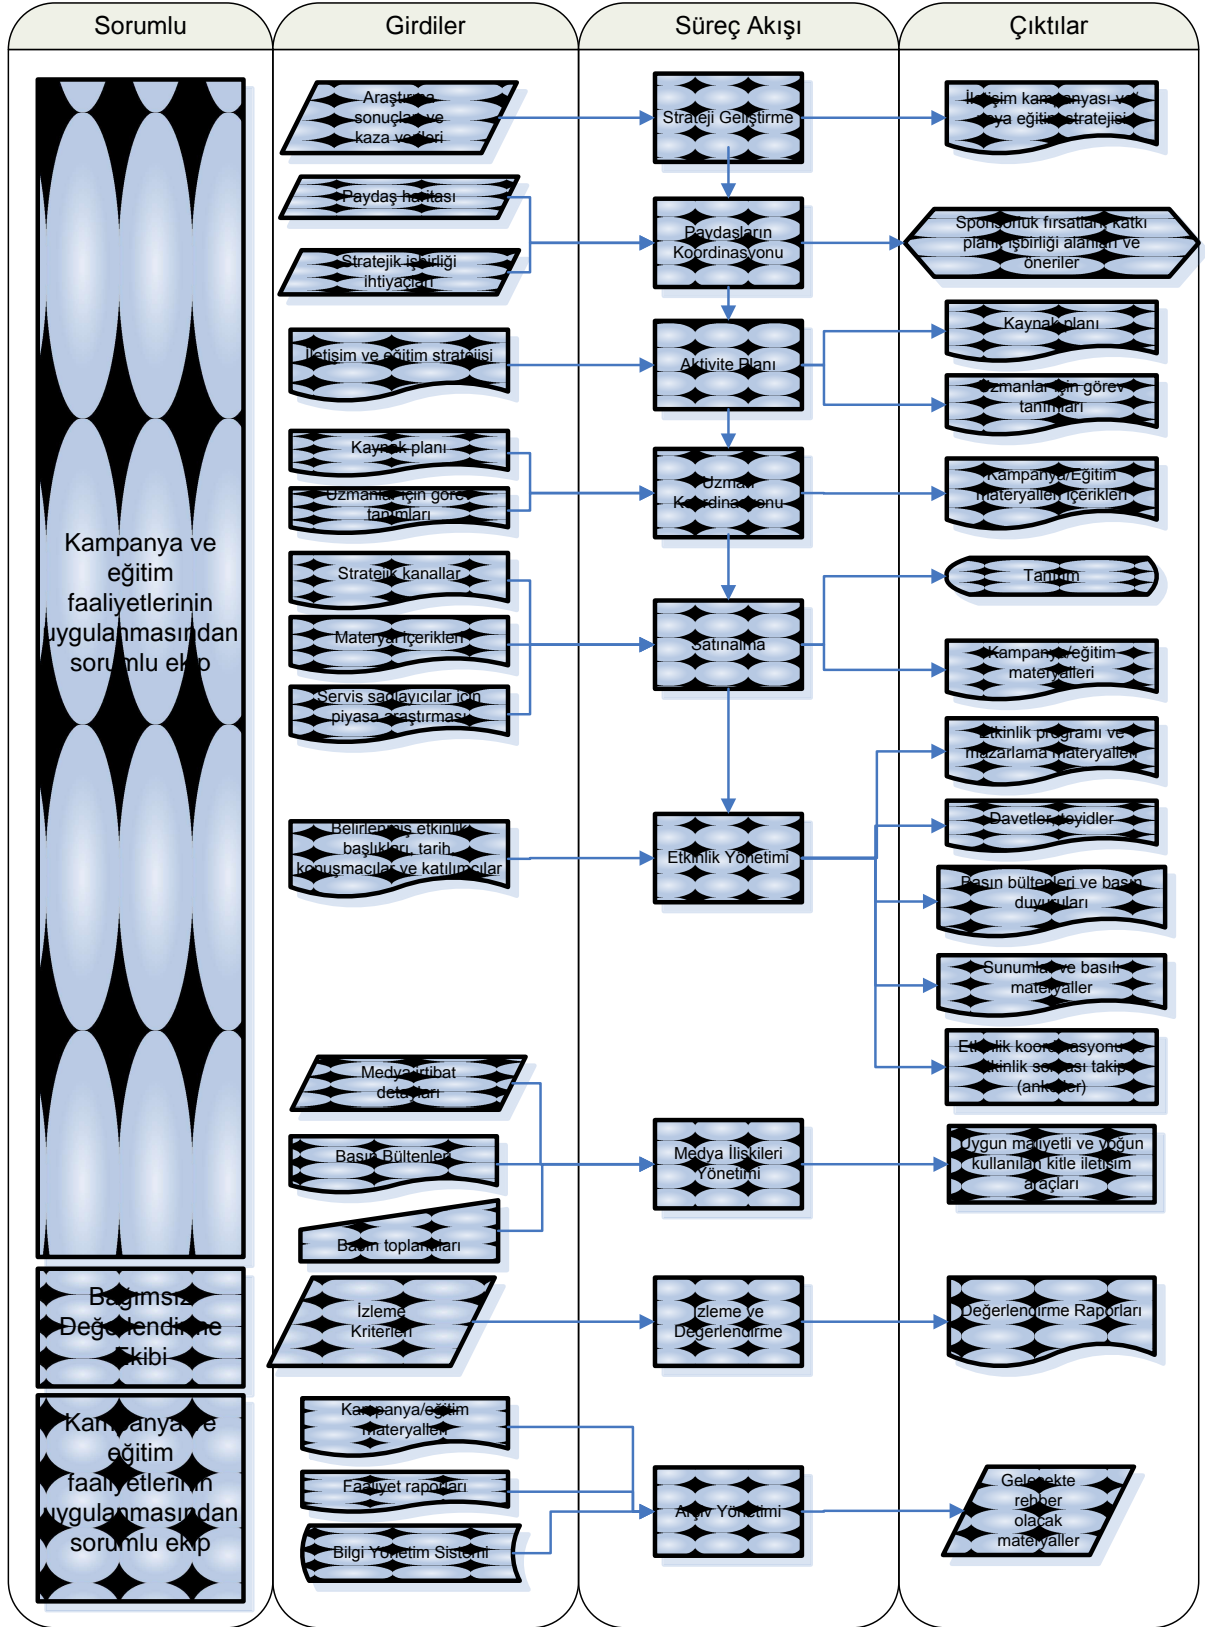 Sorumlu
Girdiler
Süreç Akışı
Çıktılar
Kampanya ve
eğitim
faaliyetlerinin
uygulanmasından
sorumlu ekip
Araştırma
sonuçları ve
kaza verileri
Strateji Geliştirme
İletişim kampanyası ve/
veya eğitim stratejisi
Paydaş haritası
Stratejik işbirliği
ihtiyaçları
Paydaşların
Koordinasyonu
Sponsorluk fırsatları, katkı
planı, işbirliği alanları ve
öneriler
İletişim ve eğitim stratejisi
Aktivite Planı
Kaynak planı
Uzmanlar için görev
tanımları
Kaynak planı
Uzmanlar için görev
tanımları
Uzman
Koordinasyonu
Kampanya/Eğitim
materyalleri içerikleri
Stratejik kanallar
Materyal içerikleri
Servis sağlayıcılar için
piyasa araştırması
Satınalma
Tanıtım
Kampanya/eğitim
materyalleri
Belirlenmiş etkinlik
başlıkları, tarih,
konuşmacılar ve katılımcılar
Etkinlik Yönetimi
Etkinlik programı ve
pazarlama materyalleri
Davetler, teyidler
Basın bültenleri ve basın
duyuruları
Sunumlar ve basılı
materyaller
Etkinlik koordinasyonu ve
etkinlik sonrası takip
(anketler)
Medya irtibat
detayları
Basın Bültenleri
Basın toplantıları
Medya İlişkileri
Yönetimi
Uygun maliyetli ve yoğun
kullanılan kitle iletişim
araçları
Bağımsız
Değerlendirme
Ekibi
İzleme
Kriterleri
İzleme ve
Değerlendirme
Değerlendirme Raporları
Kampanya ve
eğitim
faaliyetlerinin
uygulanmasından
sorumlu ekip
Kampanya/eğitim
materyalleri
Faaliyet raporları
Bilgi Yönetim Sistemi
Arşiv Yönetimi
Gelecekte
rehber
olacak
materyaller